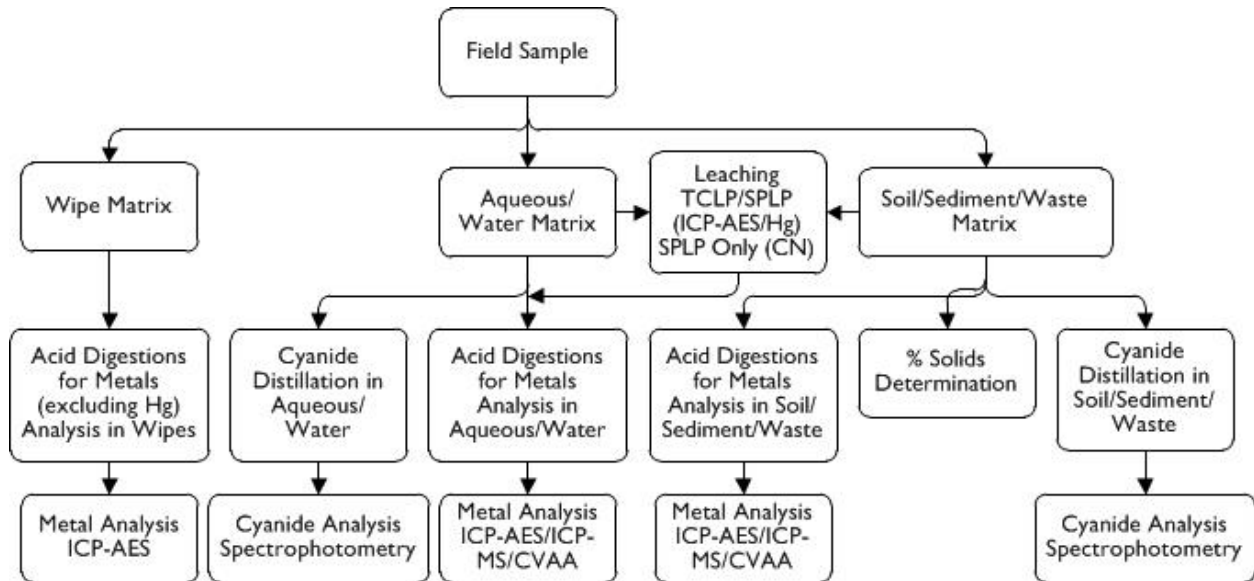 Field Sample
Wipe Matrix
Aqueous/
Water Matrix
Leaching
TCLP/SPLP
(ICP-AES/Hg)
SPLP Only (CN)
Soil/Sediment/Waste
Matrix
Acid Digestions
for Metals
(excluding Hg)
Analysis in Wipes
Cyanide
Distillation in
Aqueous/
Water
Acid Digestions
for Metals
Analysis in
Aqueous/Water
Acid Digestions
for Metals
Analysis in Soil/
Sediment/Waste
% Solids
Determination
Cyanide
Distillation in
Soil/Sediment/
Waste
Metal Analysis
ICP-AES
Cyanide Analysis
Spectrophotometry
Metal Analysis
ICP-AES/ICP-
MS/CVAA
Metal Analysis
ICP-AES/ICP-
MS/CVAA
Cyanide Analysis
Spectrophotometry